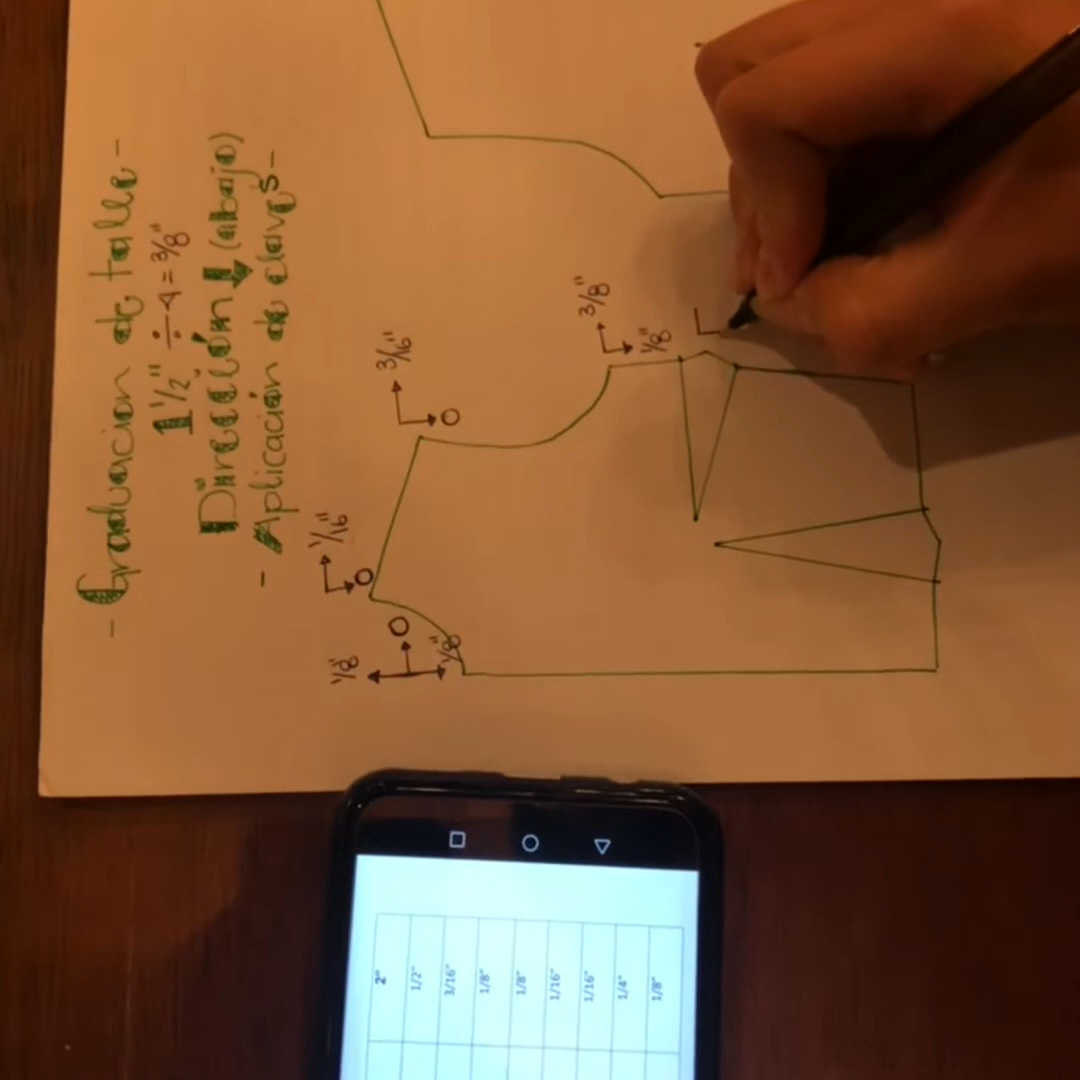 - Graduacion de talle -
1 1/2" ÷ 4 = 3/8"
Dirección ↓ (abajo)
- Aplicación de claves -
1/8"
O
1/8"
1/16"
O
3/16"
O
3/8"
1/8"
2"
1/2"
3/16"
1/8"
1/8"
1/16"
1/16"
1/4"
1/8"